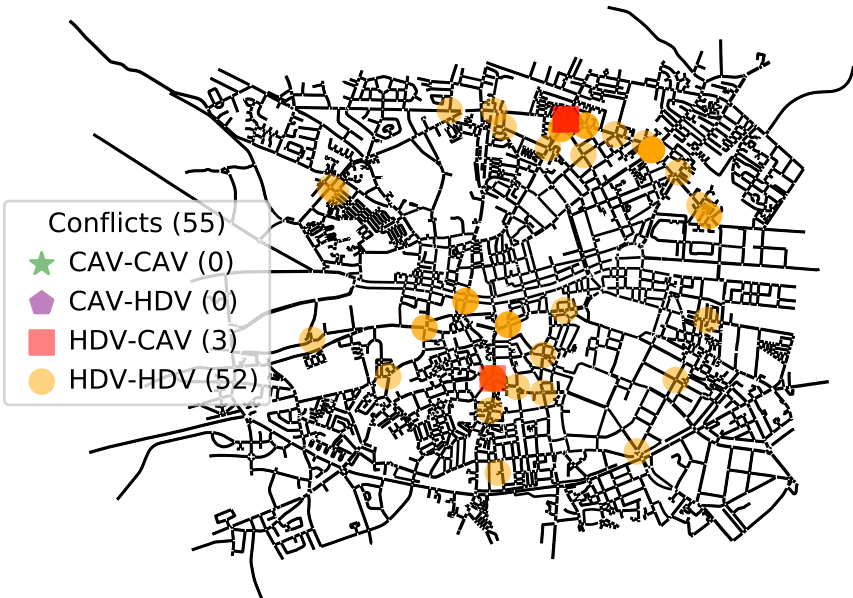 Conflicts (55)
CAV-CAV (0)
CAV-HDV (0)
HDV-CAV (3)
HDV-HDV (52)